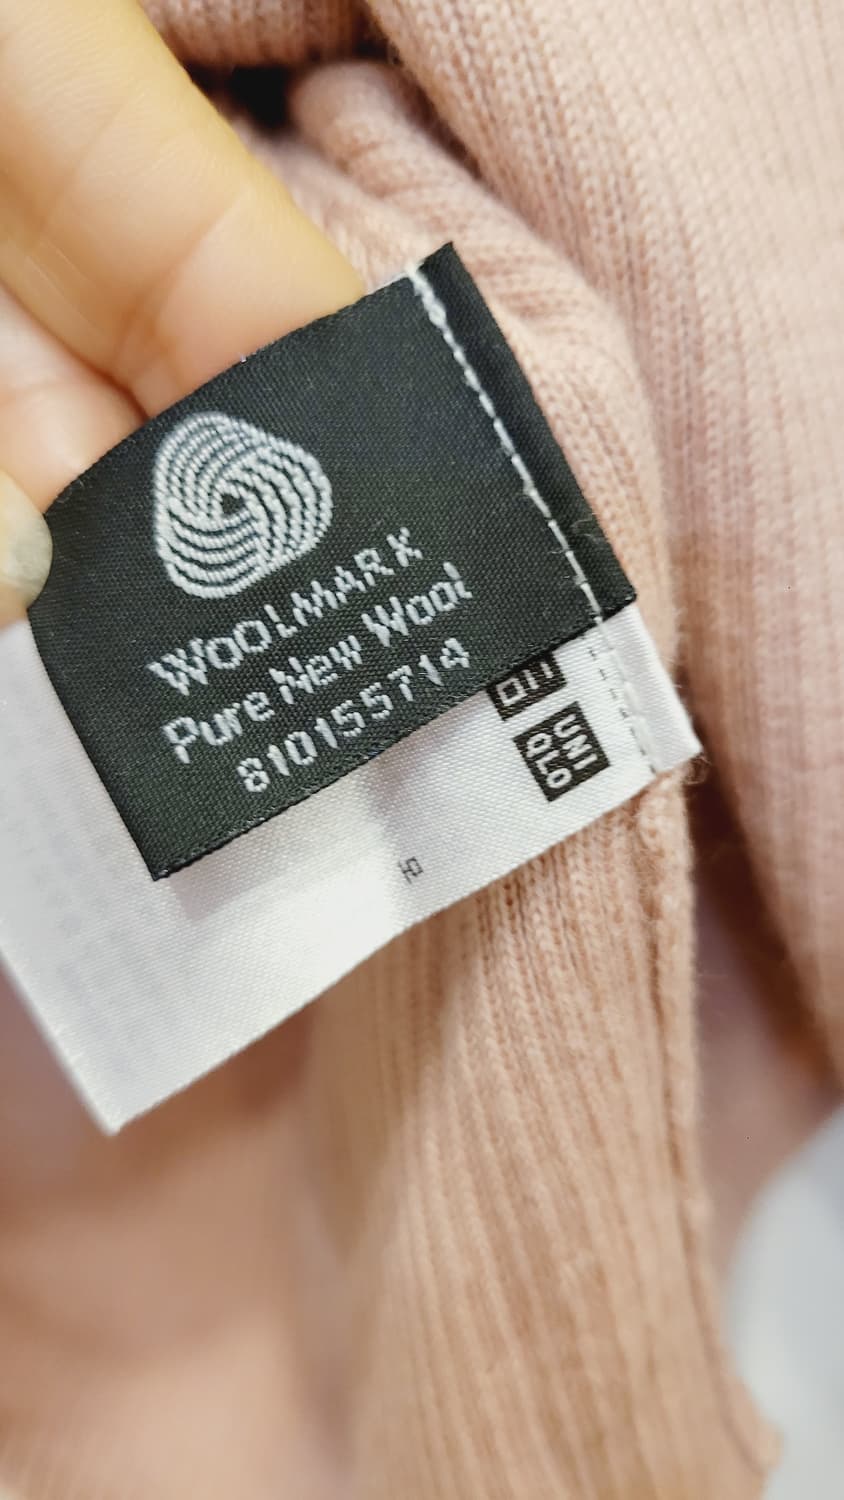 WOOLMARK
Pure New Wool
810155714
UNI
QLO